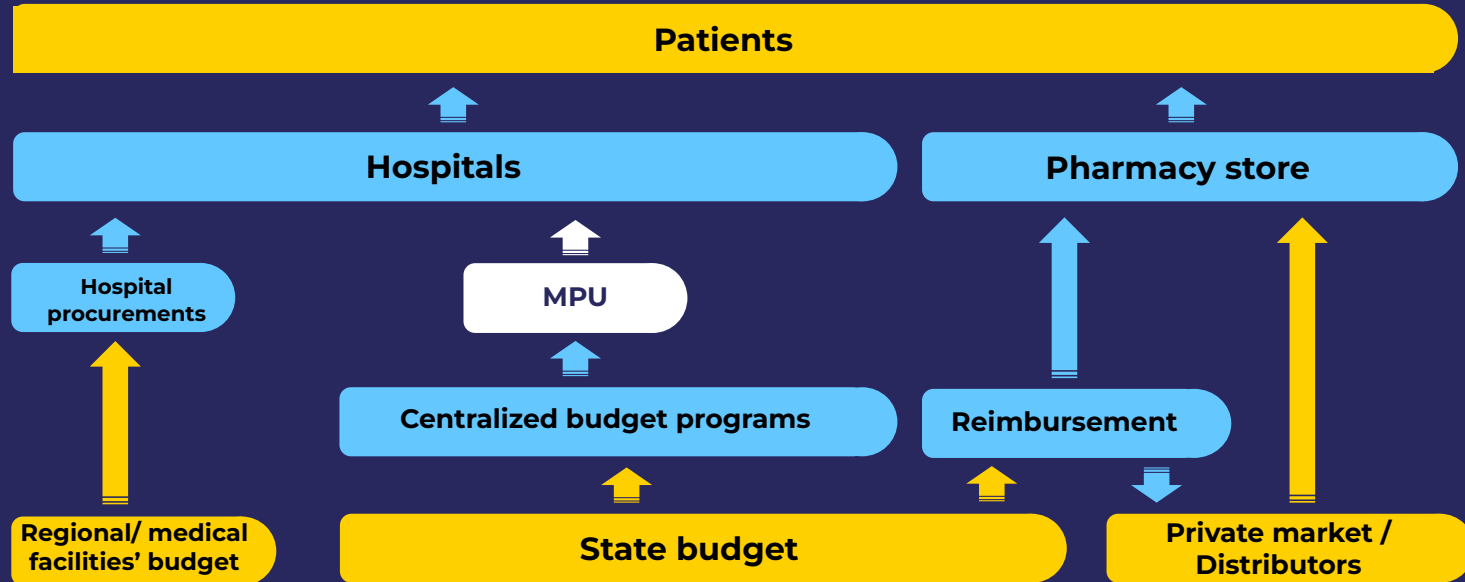 Patients
Hospitals
Pharmacy store
Hospital
procurements
MPU
Centralized budget programs
Reimbursement
Regional/ medical
facilities’ budget
State budget
Private market /
Distributors